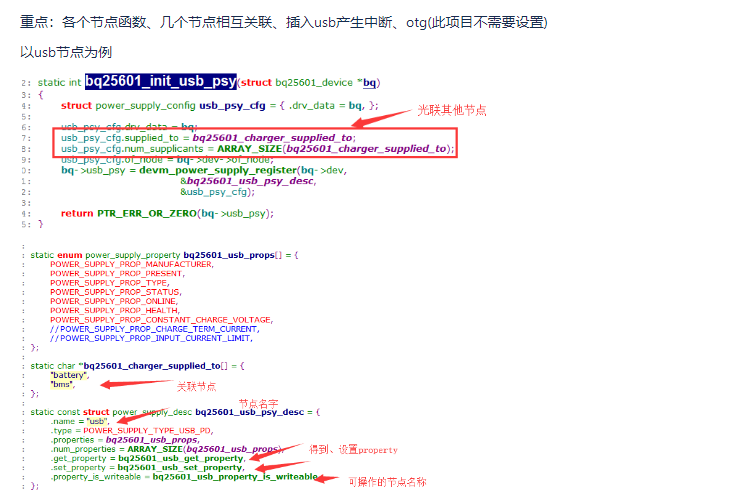 重点：各个节点函数、几个节点相互关联、插入usb产生中断、otg(此项目不需要设置)
以usb节点为例
2: static int bq25601_init_usb_psy(struct bq25601_device *bq)
3: {
4: struct power_supply_config usb_psy_cfg = { .drv_data = bq, };
5:
光联其他节点
6: usb_psy_cfg.drv_data = bq;
7: usb_psy_cfg.supplied_to = bq25601_charger_supplied_to;
8: usb_psy_cfg.num_supplicants = ARRAY_SIZE(bq25601_charger_supplied_to);
9: usb_psy_cfg.of_node = bq->dev->of_node;
0: bq->usb_psy = devm_power_supply_register(bq->dev,
1: &bq25601_usb_psy_desc,
2: &usb_psy_cfg);
3:
4: return PTR_ERR_OR_ZERO(bq->usb_psy);
5: }
:
: static enum power_supply_property bq25601_usb_props[] = {
: POWER_SUPPLY_PROP_MANUFACTURER,
: POWER_SUPPLY_PROP_PRESENT,
: POWER_SUPPLY_PROP_TYPE,
: POWER_SUPPLY_PROP_STATUS,
: POWER_SUPPLY_PROP_ONLINE,
: POWER_SUPPLY_PROP_HEALTH,
: POWER_SUPPLY_PROP_CONSTANT_CHARGE_VOLTAGE,
: //POWER_SUPPLY_PROP_CHARGE_TERM_CURRENT,
: //POWER_SUPPLY_PROP_INPUT_CURRENT_LIMIT,
: };
:
: static char *bq25601_charger_supplied_to[] = {
: "battery",
: "bms",
关联节点
: };
节点名字
: static const struct power_supply_desc bq25601_usb_psy_desc = {
: .name = "usb",
: .type = POWER_SUPPLY_TYPE_USB_PD,
: .properties = bq25601_usb_props,
: .num_properties = ARRAY_SIZE(bq25601_usb_props),
得到、设置property
: .get_property = bq25601_usb_get_property,
: .set_property = bq25601_usb_set_property,
: .property_is_writeable = bq25601_usb_property_is_writeable,
可操作的节点名称
: };